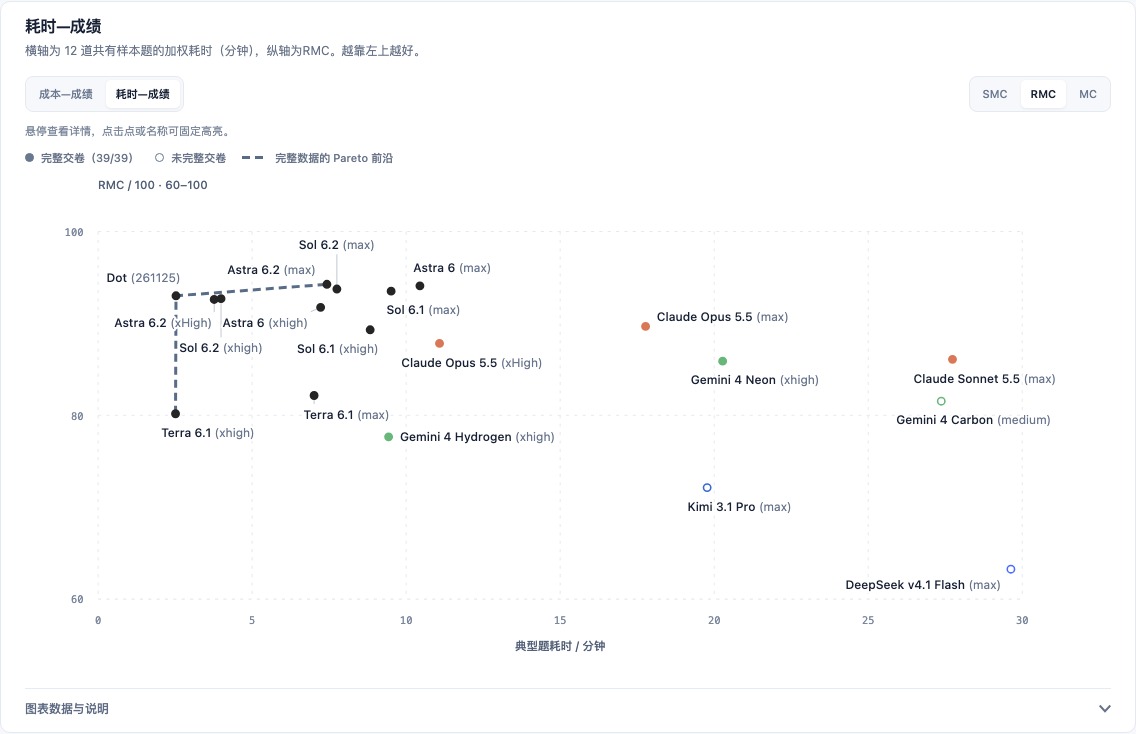 耗时—成绩
横轴为 12 道共有样本题的加权耗时（分钟），纵轴为RMC。越靠左上越好。
成本—成绩 耗时—成绩 SMC RMC MC
悬停查看详情，点击点或名称可固定高亮。
完整交卷（39/39） 未完整交卷 完整数据的 Pareto 前沿
RMC / 100 · 60–100
100
Sol 6.2 (max)
Astra 6.2 (max)
Astra 6 (max)
Dot (261125)
Sol 6.1 (max)
Claude Opus 5.5 (max)
Astra 6.2 (xHigh)
Astra 6 (xhigh)
Sol 6.2 (xhigh)
Sol 6.1 (xhigh)
Claude Opus 5.5 (xHigh)
Gemini 4 Neon (xhigh)
Claude Sonnet 5.5 (max)
80
Terra 6.1 (max)
Gemini 4 Carbon (medium)
Terra 6.1 (xhigh)
Gemini 4 Hydrogen (xhigh)
Kimi 3.1 Pro (max)
DeepSeek v4.1 Flash (max)
60
0 5 10 15 20 25 30
典型题耗时 / 分钟
图表数据与说明